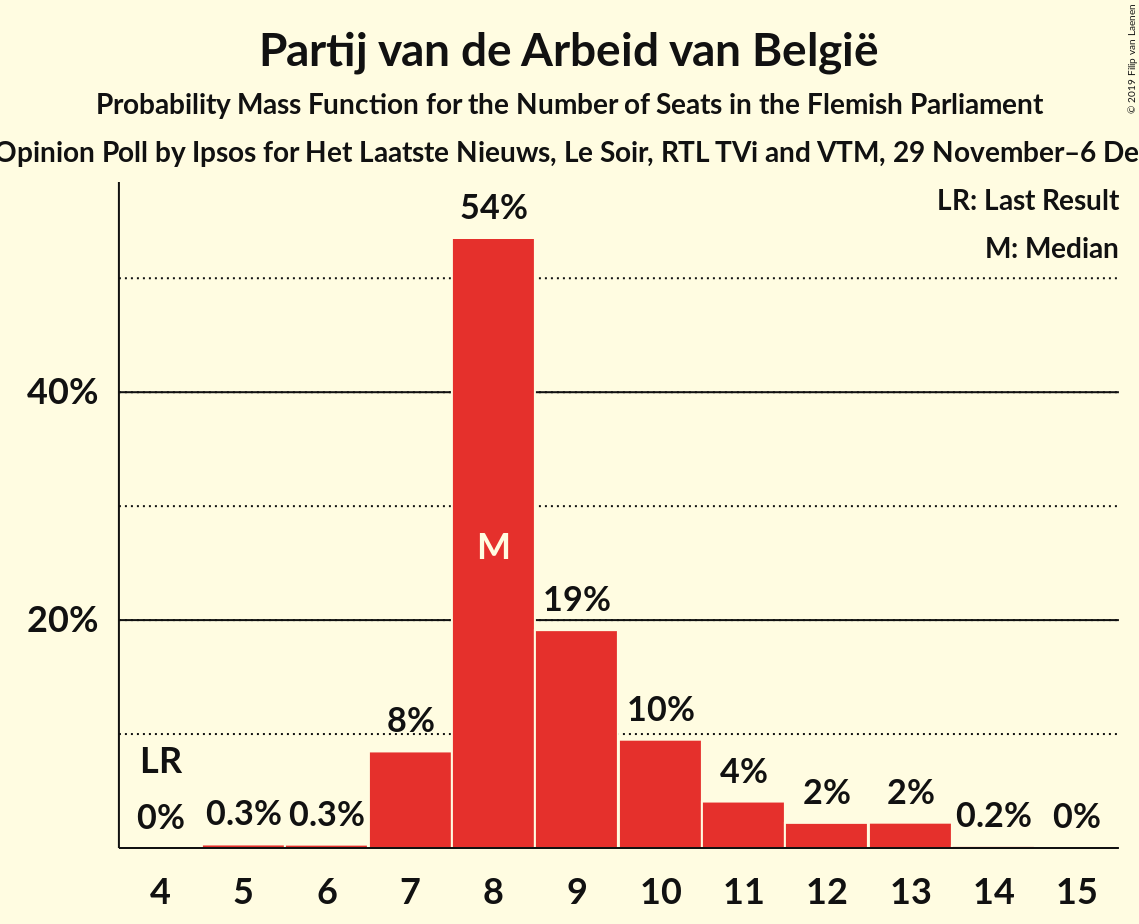 Partij van de Arbeid van België
Probability Mass Function for the Number of Seats in the Flemish Parliament
Opinion Poll by Ipsos for Het Laatste Nieuws, Le Soir, RTL TVi and VTM, 29 November–6 De
© 2019 Filip van Laenen
LR: Last Result
M: Median
54%
40%
M
19%
20%
10%
8%
LR
4%
2%
2%
0%
0.3%
0.3%
0.2%
0%
4 5 6 7 8 9 10 11 12 13 14 15